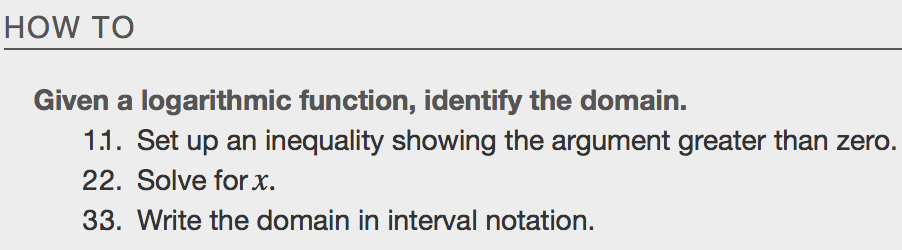 HOW TO
Given a logarithmic function, identify the domain.
1.1. Set up an inequality showing the argument greater than zero.
22. Solve for x.
33. Write the domain in interval notation.